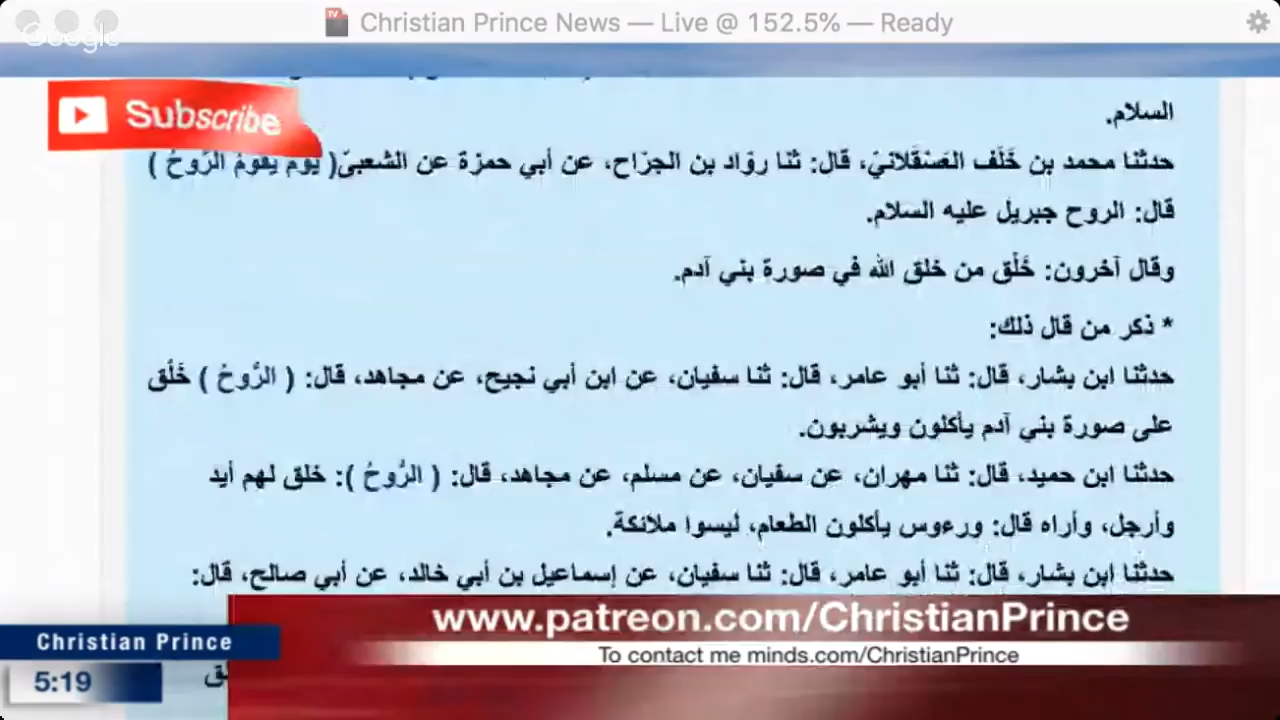 Christian Prince News — Live @ 152.5% — Ready
Google
Subscribe
السلام.
حدثنا محمد بن خَلَف العَسْقَلانيّ، قال: ثنا روّاد بن الجرّاح، عن أبي حمزة عن الشعبيّ( يَوْمَ يَقُومُ الرُّوحُ )
قال: الروح جبريل عليه السلام.
وقال آخرون: خَلْق من خلق الله في صورة بني آدم.
* ذكر من قال ذلك:
حدثنا ابن بشار، قال: ثنا أبو عامر، قال: ثنا سفيان، عن ابن أبي نجيح، عن مجاهد، قال: ( الرُّوحُ ) خَلْق
على صورة بني آدم يأكلون ويشربون.
حدثنا ابن حميد، قال: ثنا مهران، عن سفيان، عن مسلم، عن مجاهد، قال: ( الرُّوحُ ): خلق لهم أيد
وأرجل، وأراه قال: ورءوس يأكلون الطعام، ليسوا ملائكة.
حدثنا ابن بشار، قال: ثنا أبو عامر، قال: ثنا سفيان، عن إسماعيل بن أبي خالد، عن أبي صالح، قال:
www.patreon.com/ChristianPrince
Christian Prince
To contact me minds.com/ChristianPrince
5:19